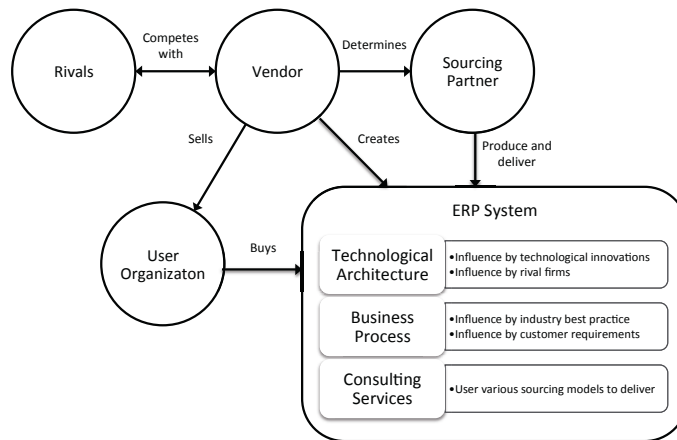 Competes
with
Determines
Rivals
Vendor
Sourcing
Partner
Sells
Creates
Produce and
deliver
ERP System
User
Organizaton
Buys
Technological
Architecture
•Influence by technological innovations
•Influence by rival firms
Business
Process
•Influence by industry best practice
•Influence by customer requirements
Consulting
Services
•User various sourcing models to deliver